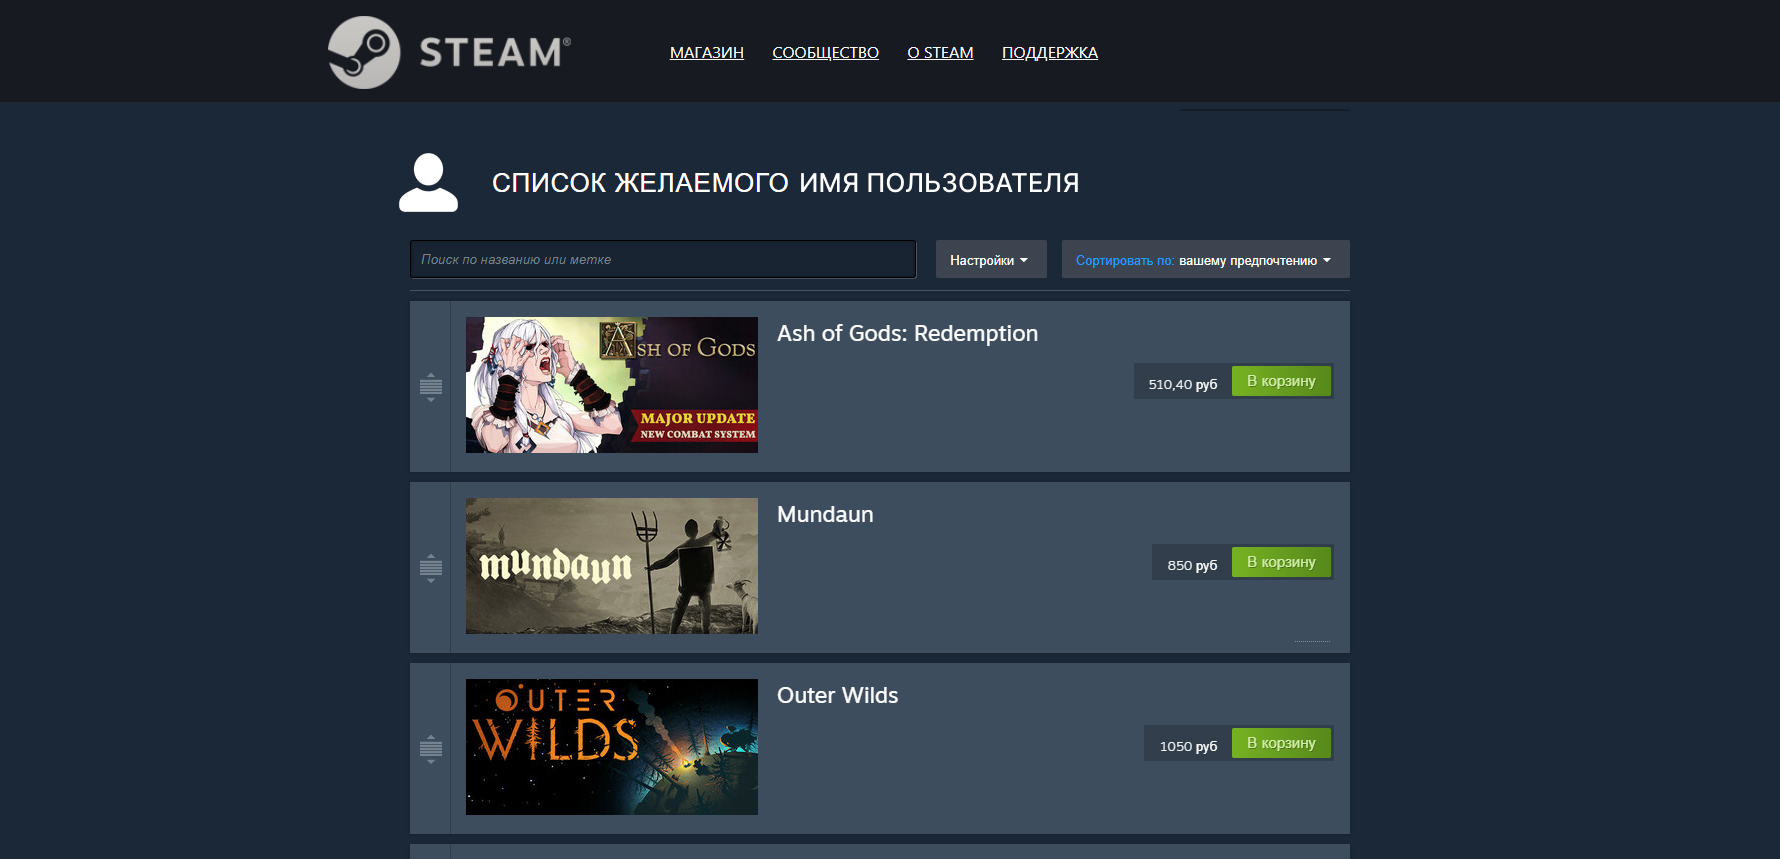 STEAM®
МАГАЗИН СООБЩЕСТВО О STEAM ПОДДЕРЖКА
СПИСОК ЖЕЛАЕМОГО ИМЯ ПОЛЬЗОВАТЕЛЯ
Поиск по названию или метке
Настройки
Сортировать по: вашему предпочтению
ASH OF GODS
MAJOR UPDATE
NEW COMBAT SYSTEM
Ash of Gods: Redemption
510,40 руб
В корзину
mundaun
Mundaun
850 руб
В корзину
OUTER
WILDS
Outer Wilds
1050 руб
В корзину